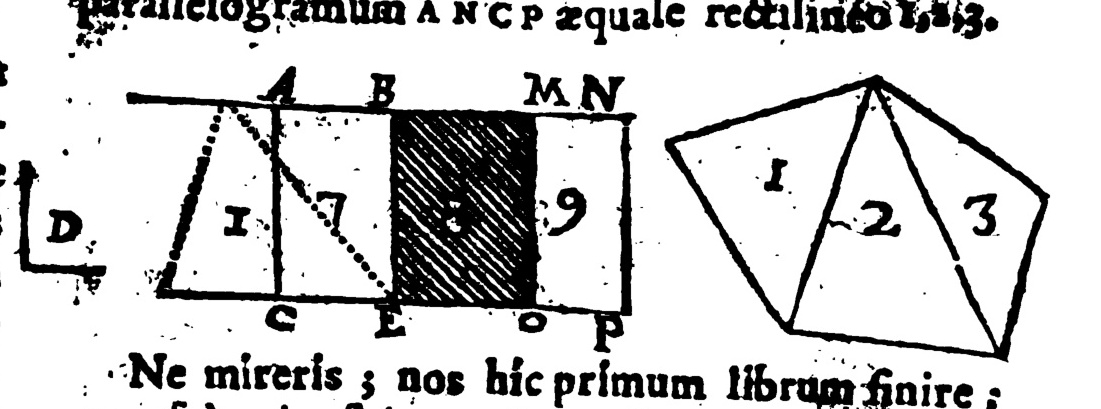 parallelogramum A N C P æquale rectilineo 1, 2, 3.
A B M N
D 1 7 8 9
C E O P
1 2 3
Ne mireris ; nos hic primum librum finire ;